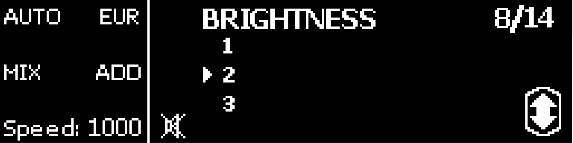 AUTO EUR
MIX ADD
Speed: 1000
BRIGHTNESS 8/14
1
2
3